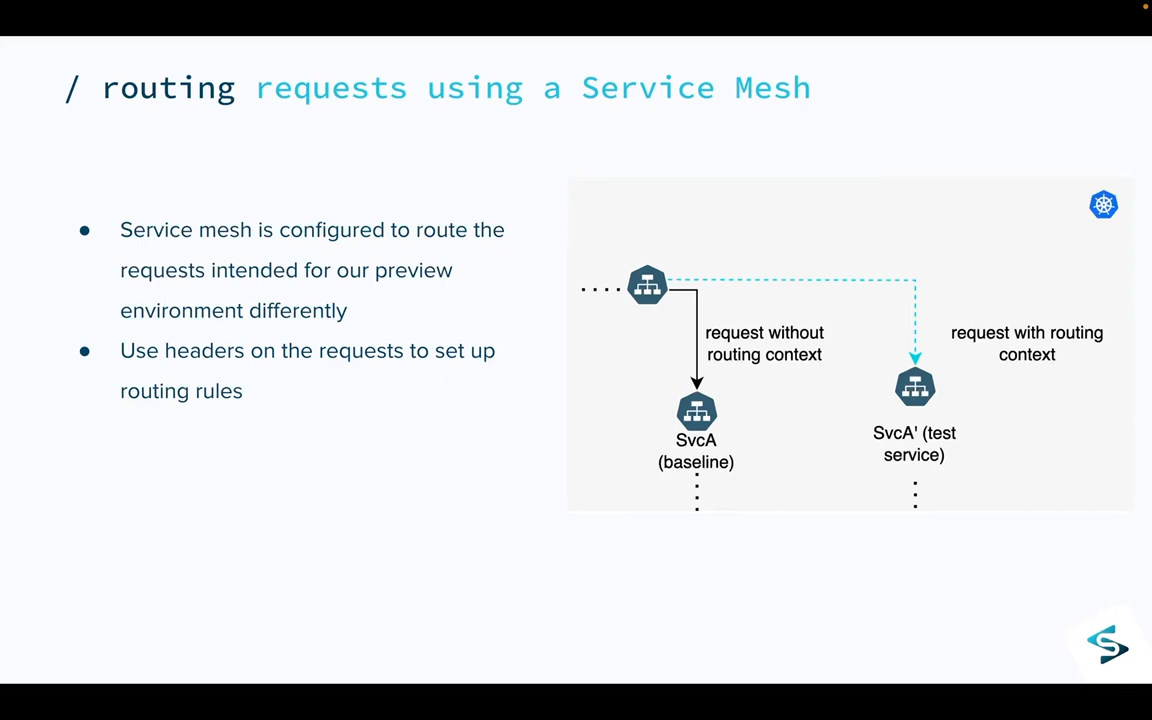 / routing requests using a Service Mesh
● Service mesh is configured to route the
requests intended for our preview
environment differently
● Use headers on the requests to set up
routing rules
request without
routing context
request with routing
context
SvcA
(baseline)
SvcA' (test
service)